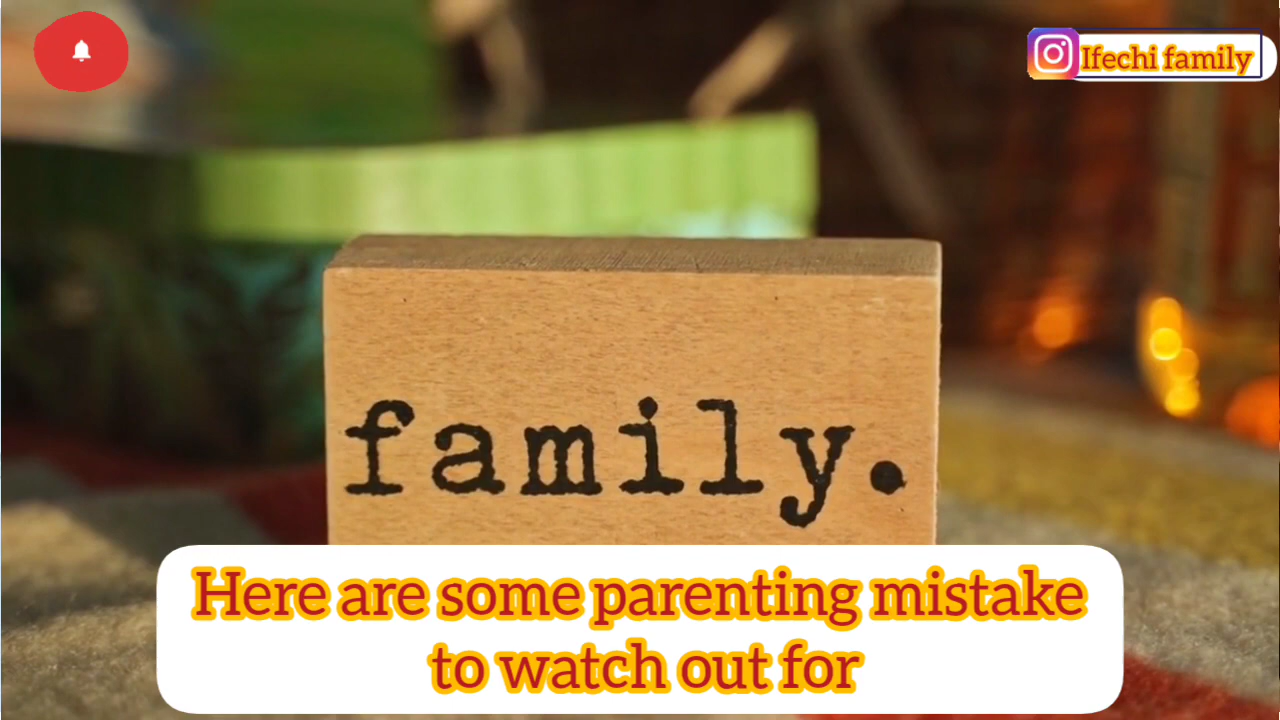 Ifechi family
family.
Here are some parenting mistake
to watch out for